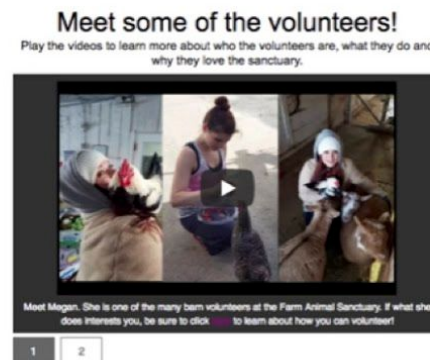 Meet some of the volunteers!
Play the videos to learn more about who the volunteers are, what they do and
why they love the sanctuary.
Meet Megan. She is one of the many barn volunteers at the Farm Animal Sanctuary. If what she
does interests you, be sure to click to learn about how you can volunteer!
1 2